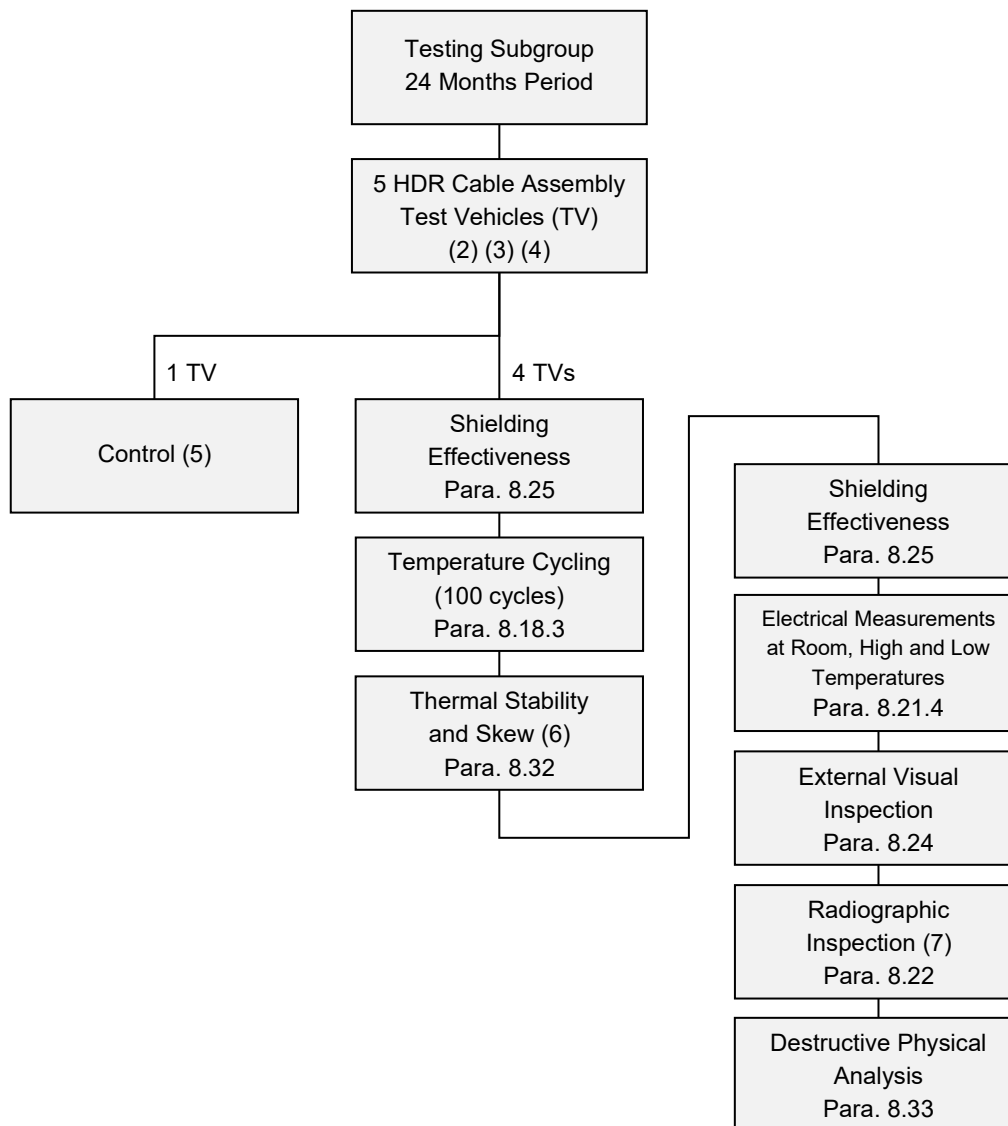 Testing Subgroup
24 Months Period
5 HDR Cable Assembly
Test Vehicles (TV)
(2) (3) (4)
1 TV
4 TVs
Control (5)
Shielding
Effectiveness
Para. 8.25
Temperature Cycling
(100 cycles)
Para. 8.18.3
Thermal Stability
and Skew (6)
Para. 8.32
Shielding
Effectiveness
Para. 8.25
Electrical Measurements
at Room, High and Low
Temperatures
Para. 8.21.4
External Visual
Inspection
Para. 8.24
Radiographic
Inspection (7)
Para. 8.22
Destructive Physical
Analysis
Para. 8.33